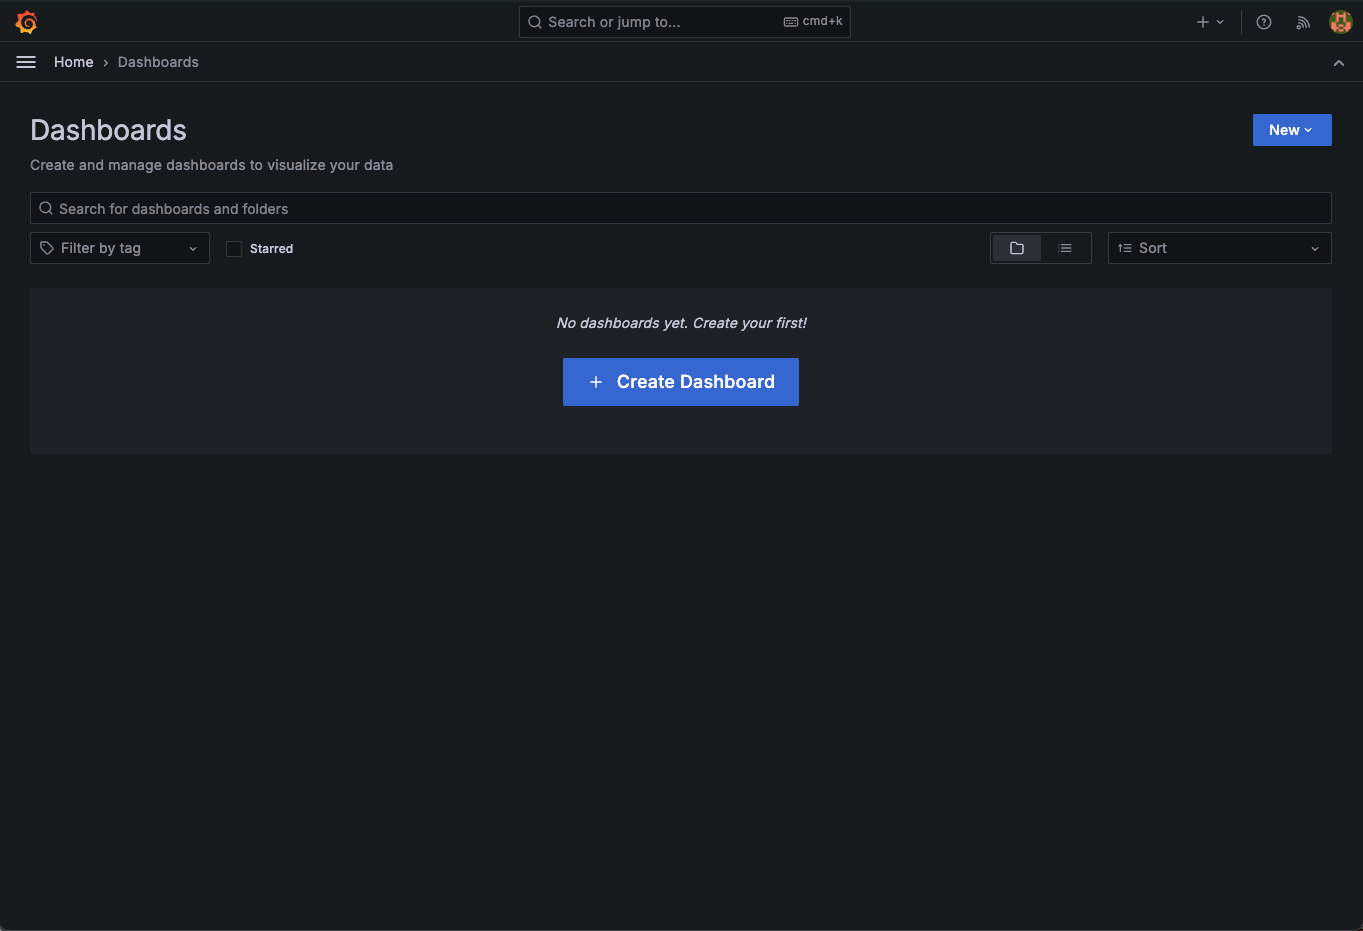 Search or jump to...
cmd+k
Home
Dashboards
Dashboards
New
Create and manage dashboards to visualize your data
Search for dashboards and folders
Filter by tag
Starred
Sort
No dashboards yet. Create your first!
+ Create Dashboard